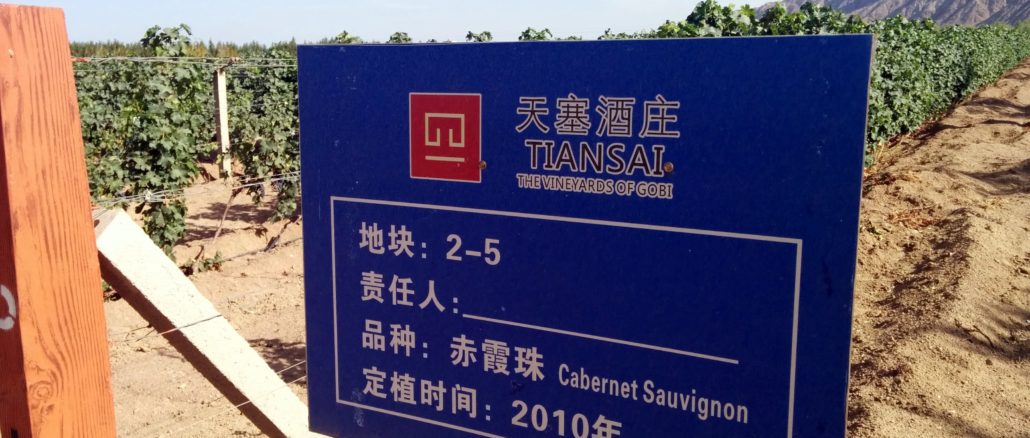 天塞酒庄
TIANSAI
THE VINEYARDS OF GOBI
地块：2-5
责任人:
品种：赤霞珠 Cabernet Sauvignon
定植时间：2010年